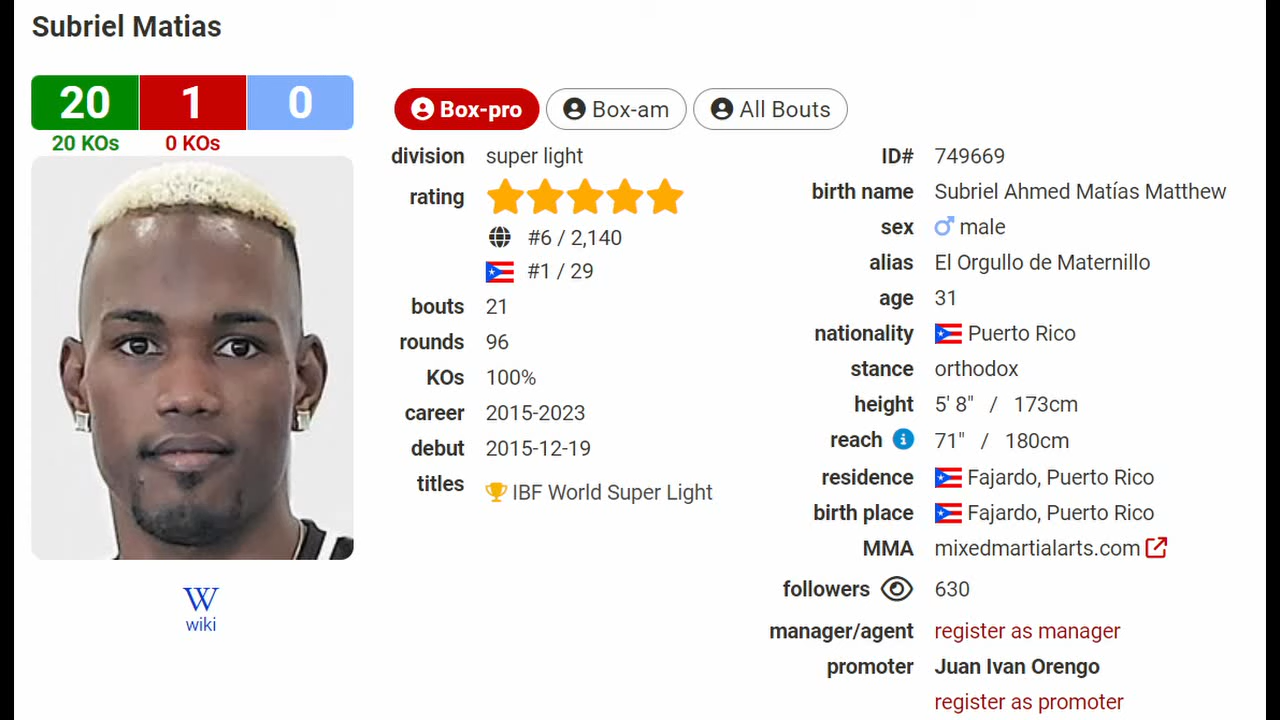 Subriel Matias
20 1 0
20 KOs 0 KOs
Box-pro Box-am All Bouts
division super light
rating
#6 / 2,140
#1 / 29
bouts 21
rounds 96
KOs 100%
career 2015-2023
debut 2015-12-19
titles IBF World Super Light
W
wiki
ID# 749669
birth name Subriel Ahmed Matías Matthew
sex male
alias El Orgullo de Maternillo
age 31
nationality Puerto Rico
stance orthodox
height 5' 8" / 173cm
reach i 71" / 180cm
residence Fajardo, Puerto Rico
birth place Fajardo, Puerto Rico
MMA mixedmartialarts.com
followers 630
manager/agent register as manager
promoter Juan Ivan Orengo
register as promoter